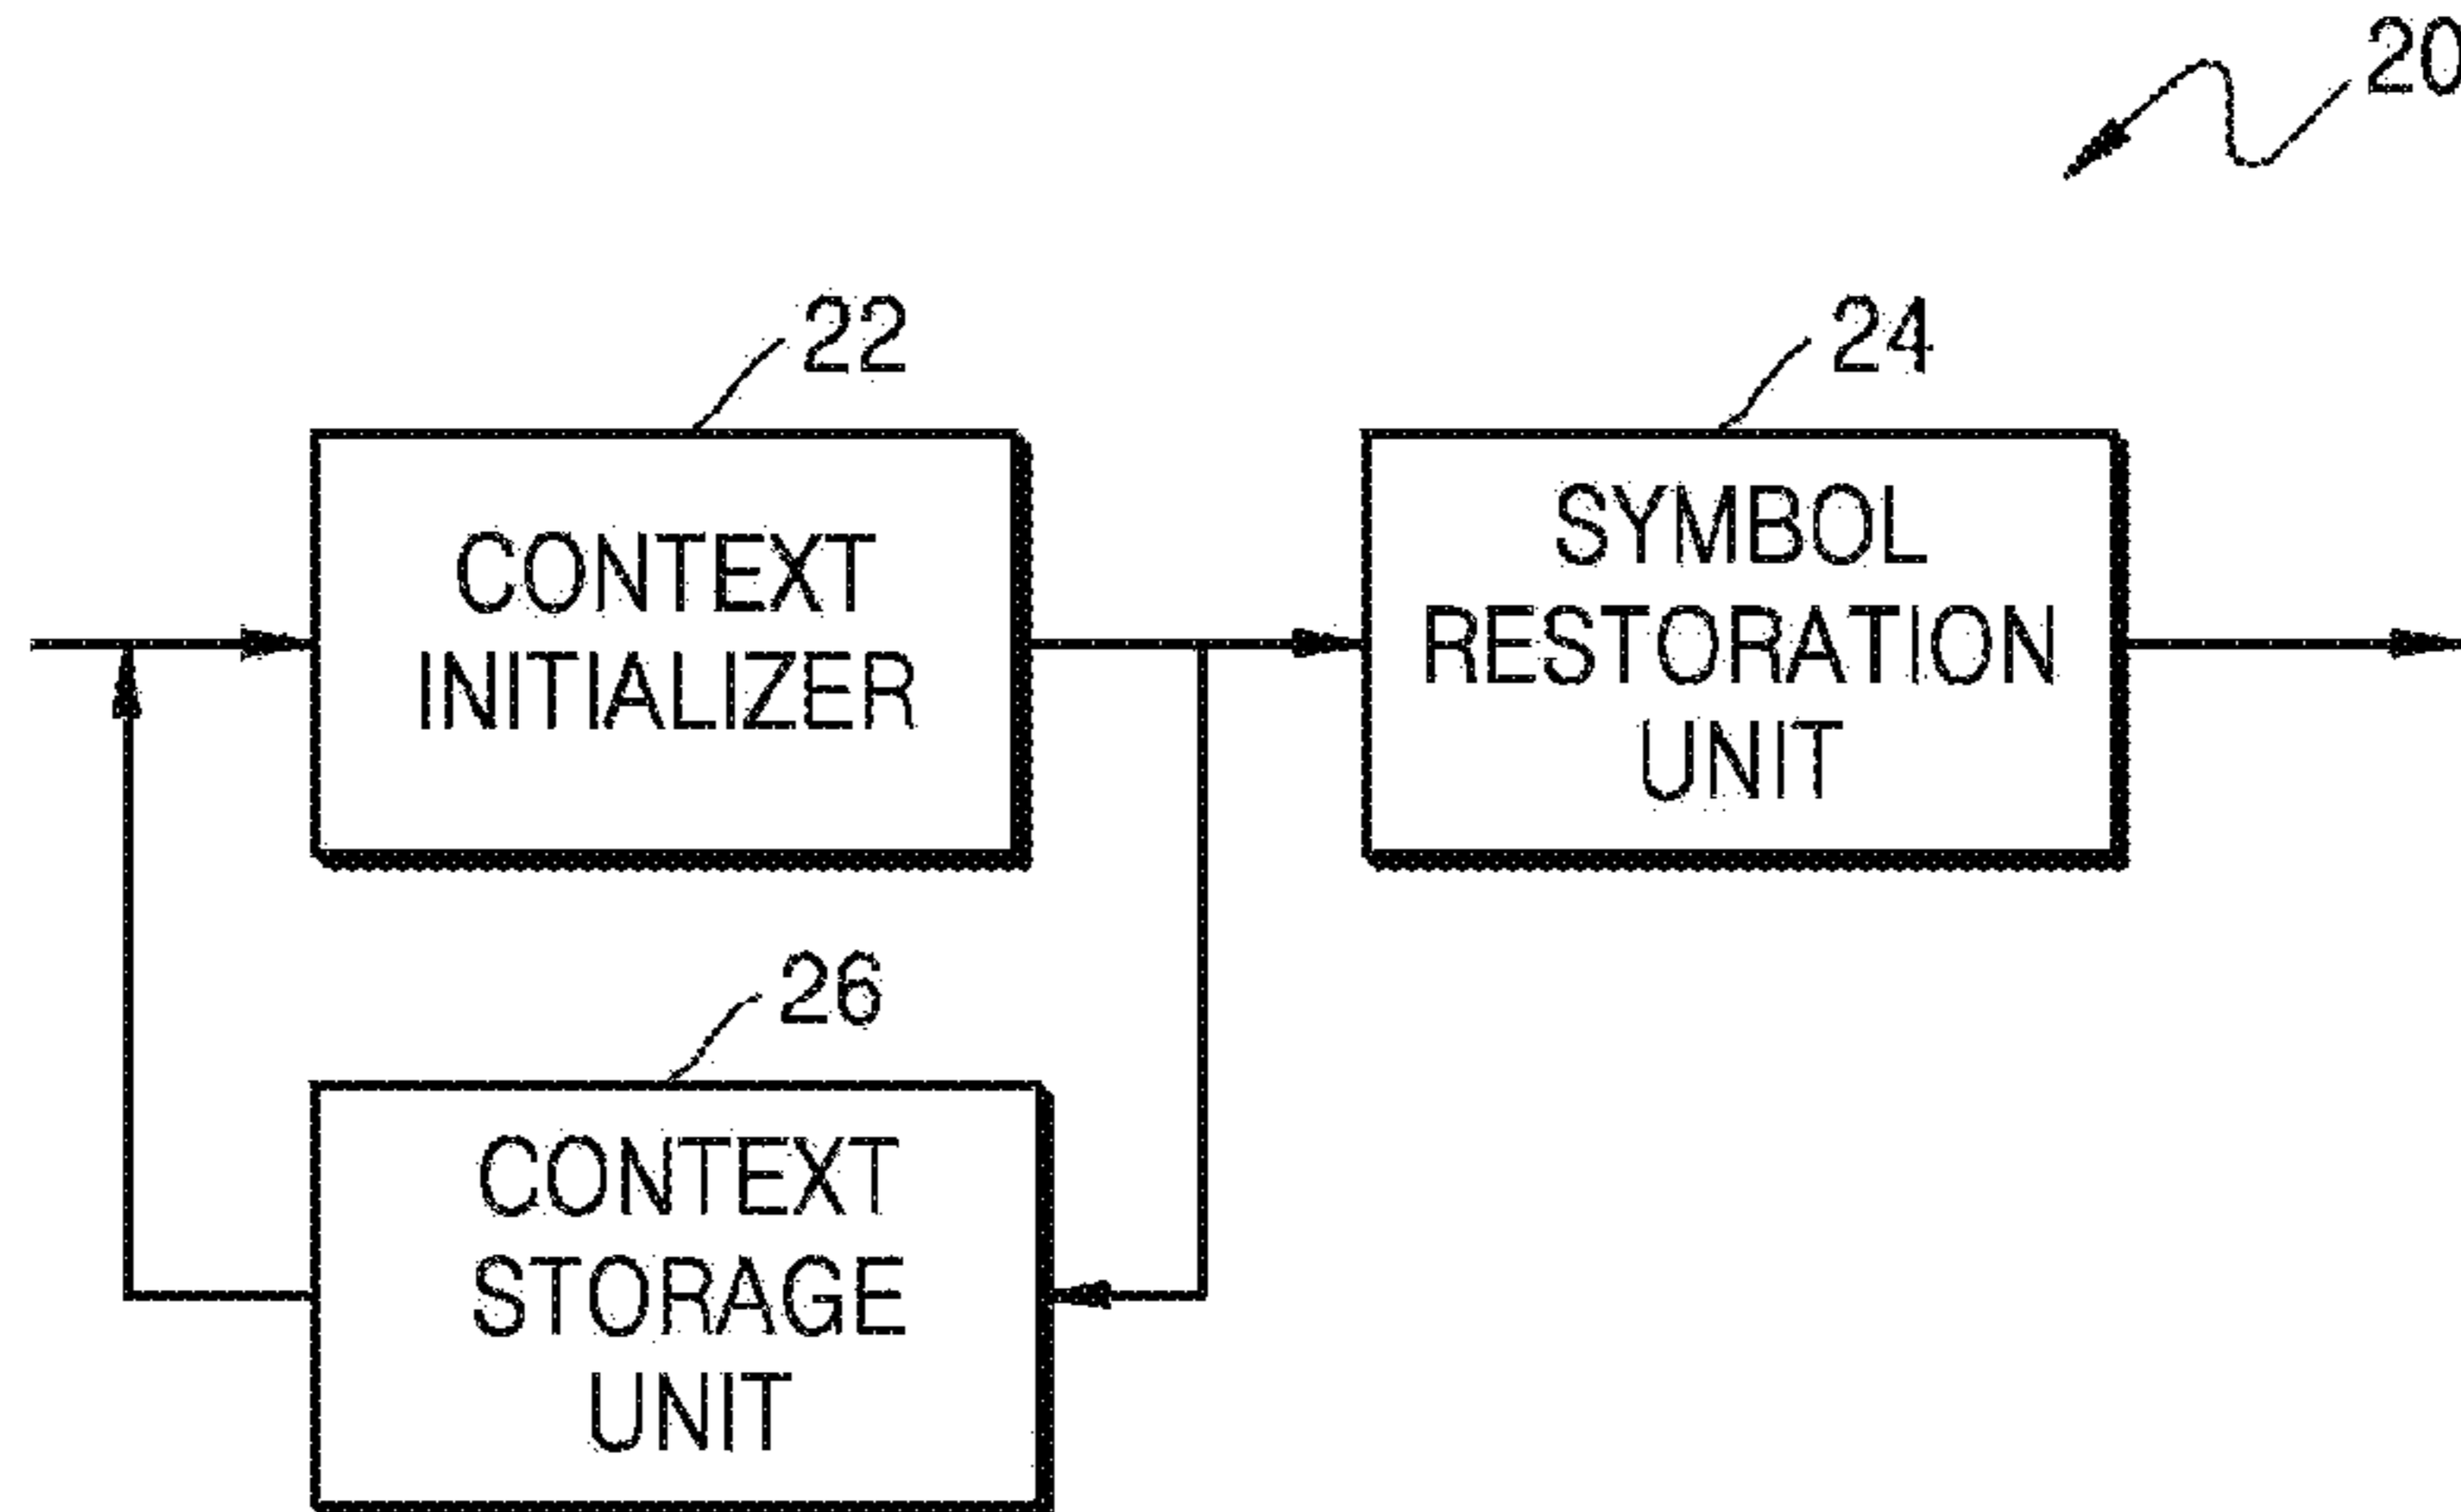 20
22
24
CONTEXT
INITIALIZER
SYMBOL
RESTORATION
UNIT
26
CONTEXT
STORAGE
UNIT